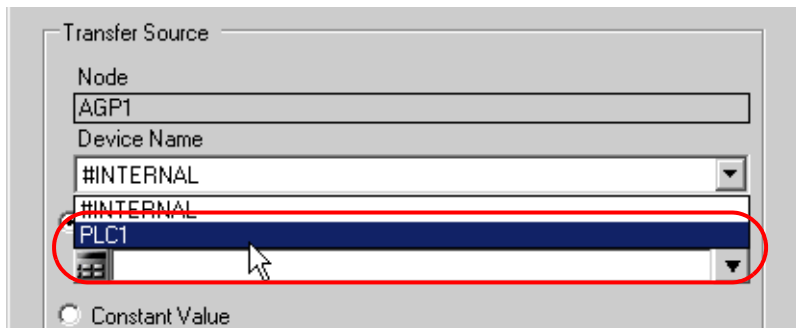 Transfer Source
Node
AGP1
Device Name
#INTERNAL
#INTERNAL
PLC1
Constant Value